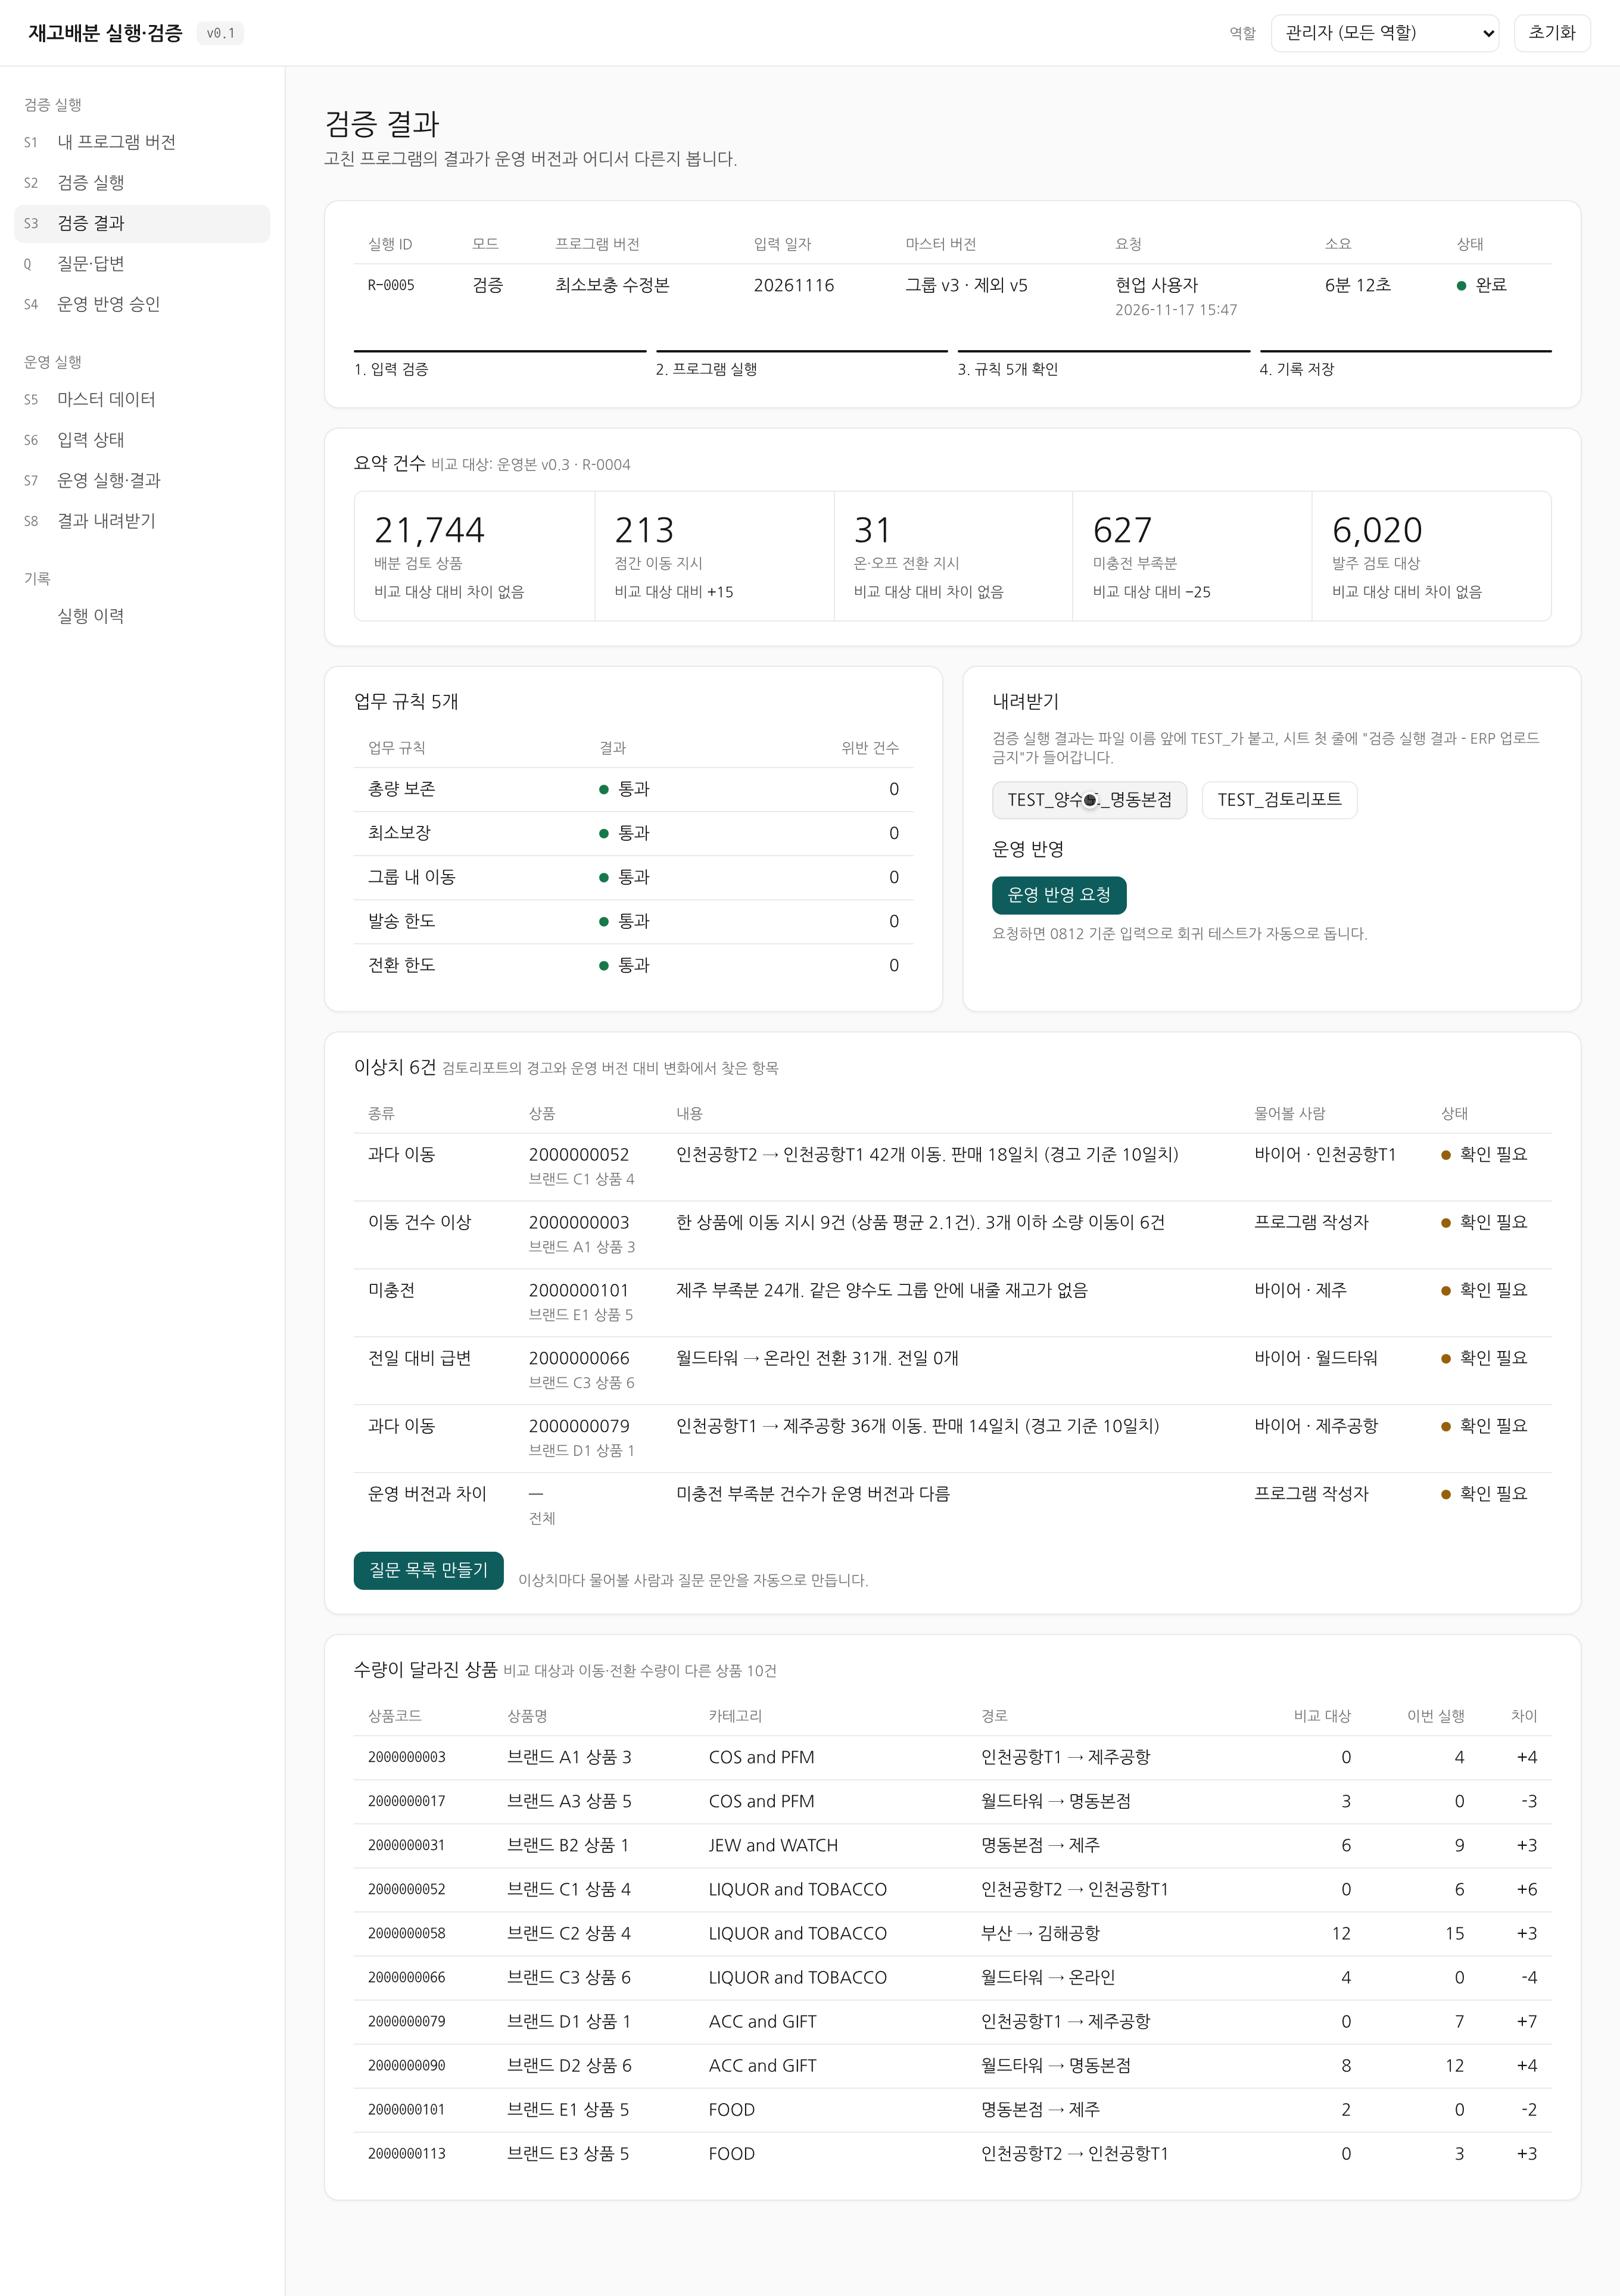 재고배분 실행·검증 v0.1 역할 관리자 (모든 역할) 초기화
검증 실행
S1 내 프로그램 버전
S2 검증 실행
S3 검증 결과
Q 질문·답변
S4 운영 반영 승인
운영 실행
S5 마스터 데이터
S6 입력 상태
S7 운영 실행·결과
S8 결과 내려받기
기록
실행 이력
검증 결과
고친 프로그램의 결과가 운영 버전과 어디서 다른지 봅니다.
실행 ID 모드 프로그램 버전 입력 일자 마스터 버전 요청 소요 상태
R-0005 검증 최소보충 수정본 20261116 그룹 v3 · 제외 v5 현업 사용자 6분 12초 완료
2026-11-17 15:47
1. 입력 검증 2. 프로그램 실행 3. 규칙 5개 확인 4. 기록 저장
요약 건수 비교 대상: 운영본 v0.3 · R-0004
21,744 213 31 627 6,020
배분 검토 상품 점간 이동 지시 온·오프 전환 지시 미충전 부족분 발주 검토 대상
비교 대상 대비 차이 없음 비교 대상 대비 +15 비교 대상 대비 차이 없음 비교 대상 대비 −25 비교 대상 대비 차이 없음
업무 규칙 5개
업무 규칙 결과 위반 건수
총량 보존 통과 0
최소보장 통과 0
그룹 내 이동 통과 0
발송 한도 통과 0
전환 한도 통과 0
내려받기
검증 실행 결과는 파일 이름 앞에 TEST_가 붙고, 시트 첫 줄에 "검증 실행 결과 - ERP 업로드
금지"가 들어갑니다.
TEST_양수 _명동본점 TEST_검토리포트
운영 반영
운영 반영 요청
요청하면 0812 기준 입력으로 회귀 테스트가 자동으로 돕니다.
이상치 6건 검토리포트의 경고와 운영 버전 대비 변화에서 찾은 항목
종류 상품 내용 물어볼 사람 상태
과다 이동 2000000052 인천공항T2 → 인천공항T1 42개 이동. 판매 18일치 (경고 기준 10일치) 바이어 · 인천공항T1 확인 필요
브랜드 C1 상품 4
이동 건수 이상 2000000003 한 상품에 이동 지시 9건 (상품 평균 2.1건). 3개 이하 소량 이동이 6건 프로그램 작성자 확인 필요
브랜드 A1 상품 3
미충전 2000000101 제주 부족분 24개. 같은 양수도 그룹 안에 내줄 재고가 없음 바이어 · 제주 확인 필요
브랜드 E1 상품 5
전일 대비 급변 2000000066 월드타워 → 온라인 전환 31개. 전일 0개 바이어 · 월드타워 확인 필요
브랜드 C3 상품 6
과다 이동 2000000079 인천공항T1 → 제주공항 36개 이동. 판매 14일치 (경고 기준 10일치) 바이어 · 제주공항 확인 필요
브랜드 D1 상품 1
운영 버전과 차이 — 미충전 부족분 건수가 운영 버전과 다름 프로그램 작성자 확인 필요
전체
질문 목록 만들기 이상치마다 물어볼 사람과 질문 문안을 자동으로 만듭니다.
수량이 달라진 상품 비교 대상과 이동·전환 수량이 다른 상품 10건
상품코드 상품명 카테고리 경로 비교 대상 이번 실행 차이
2000000003 브랜드 A1 상품 3 COS and PFM 인천공항T1 → 제주공항 0 4 +4
2000000017 브랜드 A3 상품 5 COS and PFM 월드타워 → 명동본점 3 0 -3
2000000031 브랜드 B2 상품 1 JEW and WATCH 명동본점 → 제주 6 9 +3
2000000052 브랜드 C1 상품 4 LIQUOR and TOBACCO 인천공항T2 → 인천공항T1 0 6 +6
2000000058 브랜드 C2 상품 4 LIQUOR and TOBACCO 부산 → 김해공항 12 15 +3
2000000066 브랜드 C3 상품 6 LIQUOR and TOBACCO 월드타워 → 온라인 4 0 -4
2000000079 브랜드 D1 상품 1 ACC and GIFT 인천공항T1 → 제주공항 0 7 +7
2000000090 브랜드 D2 상품 6 ACC and GIFT 월드타워 → 명동본점 8 12 +4
2000000101 브랜드 E1 상품 5 FOOD 명동본점 → 제주 2 0 -2
2000000113 브랜드 E3 상품 5 FOOD 인천공항T2 → 인천공항T1 0 3 +3